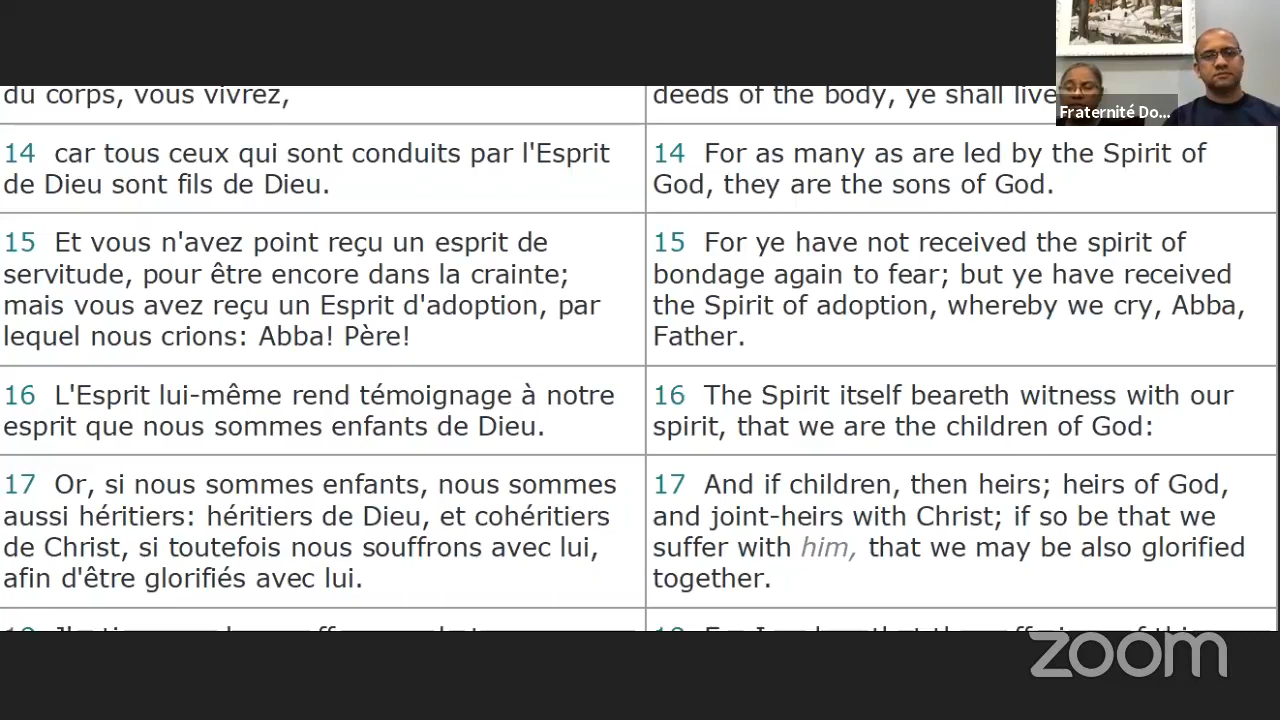 du corps, vous vivrez,
14 car tous ceux qui sont conduits par l'Esprit
de Dieu sont fils de Dieu.
15 Et vous n'avez point reçu un esprit de
servitude, pour être encore dans la crainte;
mais vous avez reçu un Esprit d'adoption, par
lequel nous crions: Abba! Père!
16 L'Esprit lui-même rend témoignage à notre
esprit que nous sommes enfants de Dieu.
17 Or, si nous sommes enfants, nous sommes
aussi héritiers: héritiers de Dieu, et cohéritiers
de Christ, si toutefois nous souffrons avec lui,
afin d'être glorifiés avec lui.
deeds of the body, ye shall live
14 For as many as are led by the Spirit of
God, they are the sons of God.
15 For ye have not received the spirit of
bondage again to fear; but ye have received
the Spirit of adoption, whereby we cry, Abba,
Father.
16 The Spirit itself beareth witness with our
spirit, that we are the children of God:
17 And if children, then heirs; heirs of God,
and joint-heirs with Christ; if so be that we
suffer with him, that we may be also glorified
together.
Fraternité Do...
zoom